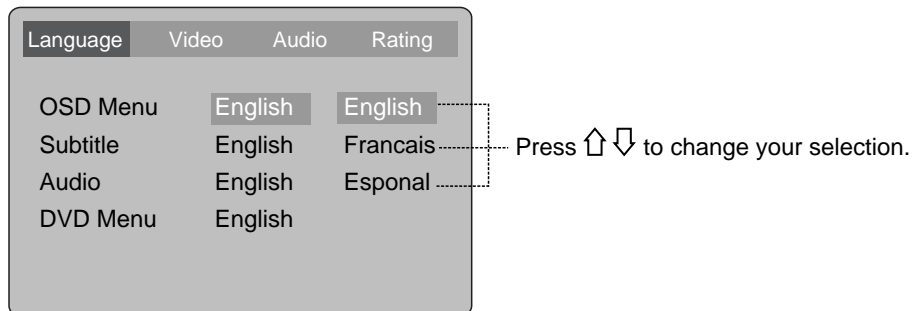 Language Video Audio Rating
OSD Menu English English
Subtitle English Francais
Audio English Esponal
DVD Menu English
Press ⇧ ⇩ to change your selection.